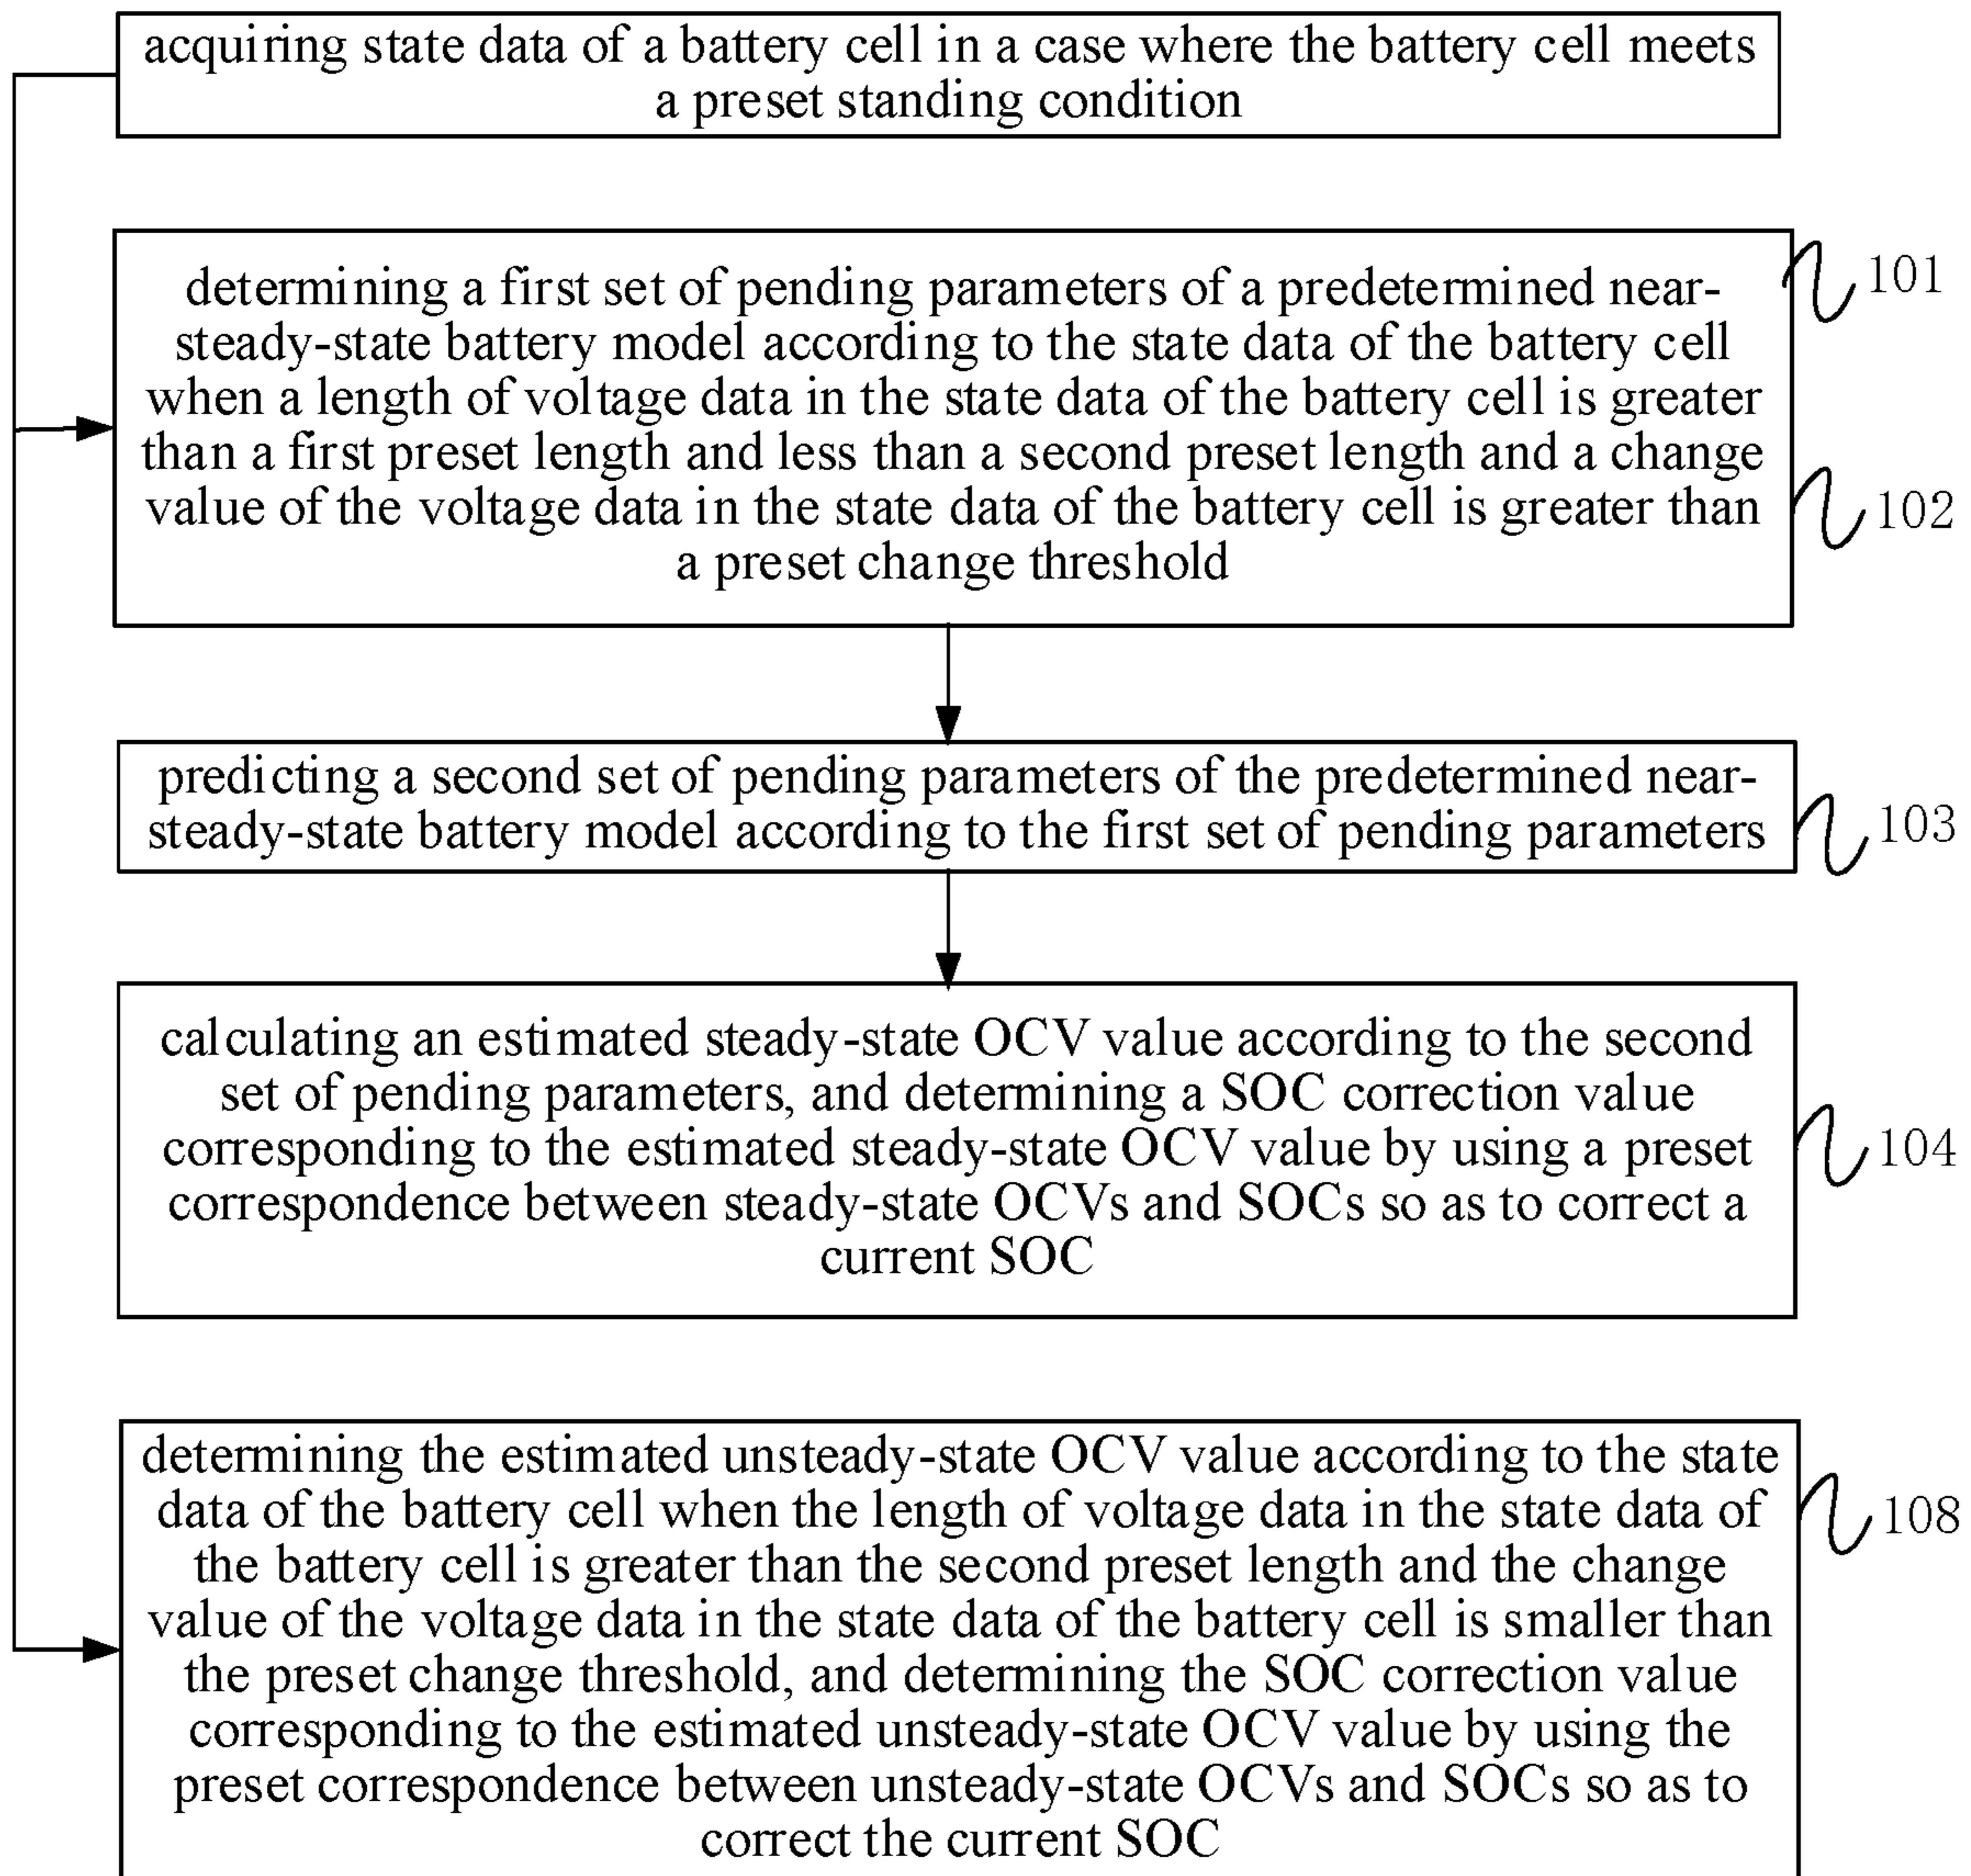 acquiring state data of a battery cell in a case where the battery cell meets
a preset standing condition
determining a first set of pending parameters of a predetermined near-
steady-state battery model according to the state data of the battery cell
when a length of voltage data in the state data of the battery cell is greater
than a first preset length and less than a second preset length and a change
value of the voltage data in the state data of the battery cell is greater than
a preset change threshold
101
102
predicting a second set of pending parameters of the predetermined near-
steady-state battery model according to the first set of pending parameters
103
calculating an estimated steady-state OCV value according to the second
set of pending parameters, and determining a SOC correction value
corresponding to the estimated steady-state OCV value by using a preset
correspondence between steady-state OCVs and SOCs so as to correct a
current SOC
104
determining the estimated unsteady-state OCV value according to the state
data of the battery cell when the length of voltage data in the state data of
the battery cell is greater than the second preset length and the change
value of the voltage data in the state data of the battery cell is smaller than
the preset change threshold, and determining the SOC correction value
corresponding to the estimated unsteady-state OCV value by using the
preset correspondence between unsteady-state OCVs and SOCs so as to
correct the current SOC
108